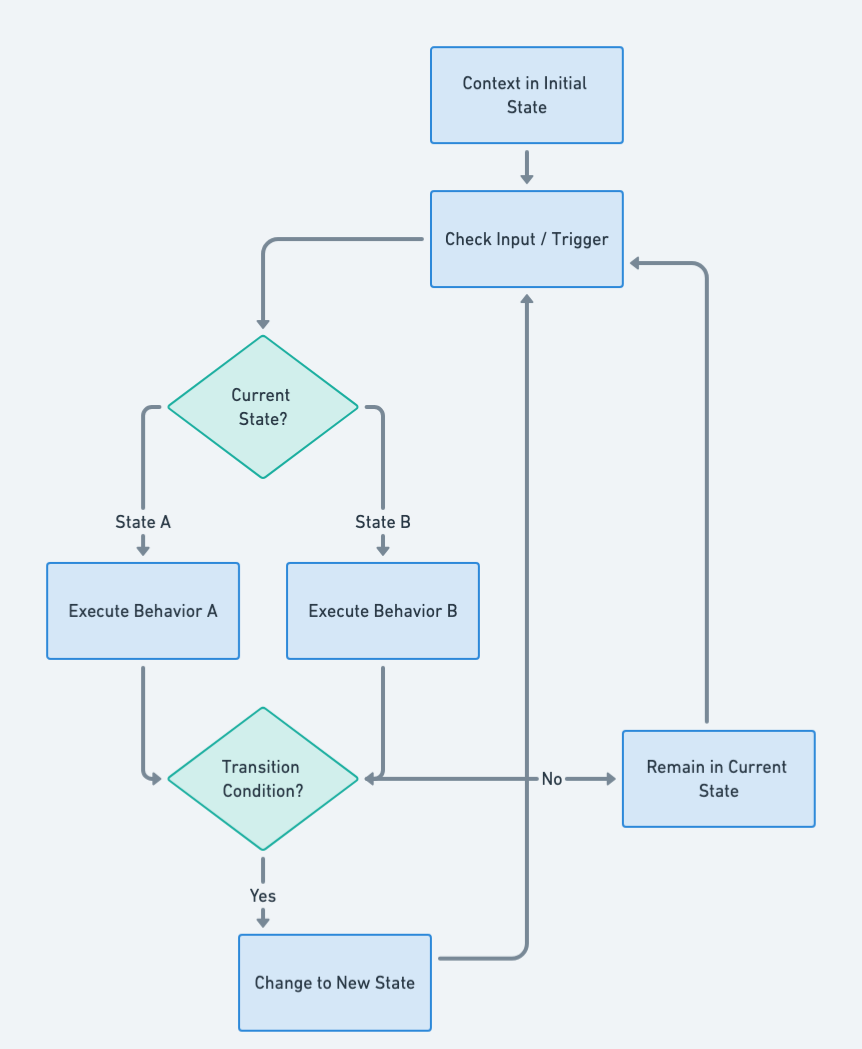 Context in Initial
State
Check Input / Trigger
Current
State?
State A
State B
Execute Behavior A
Execute Behavior B
Transition
Condition?
No
Remain in Current
State
Yes
Change to New State